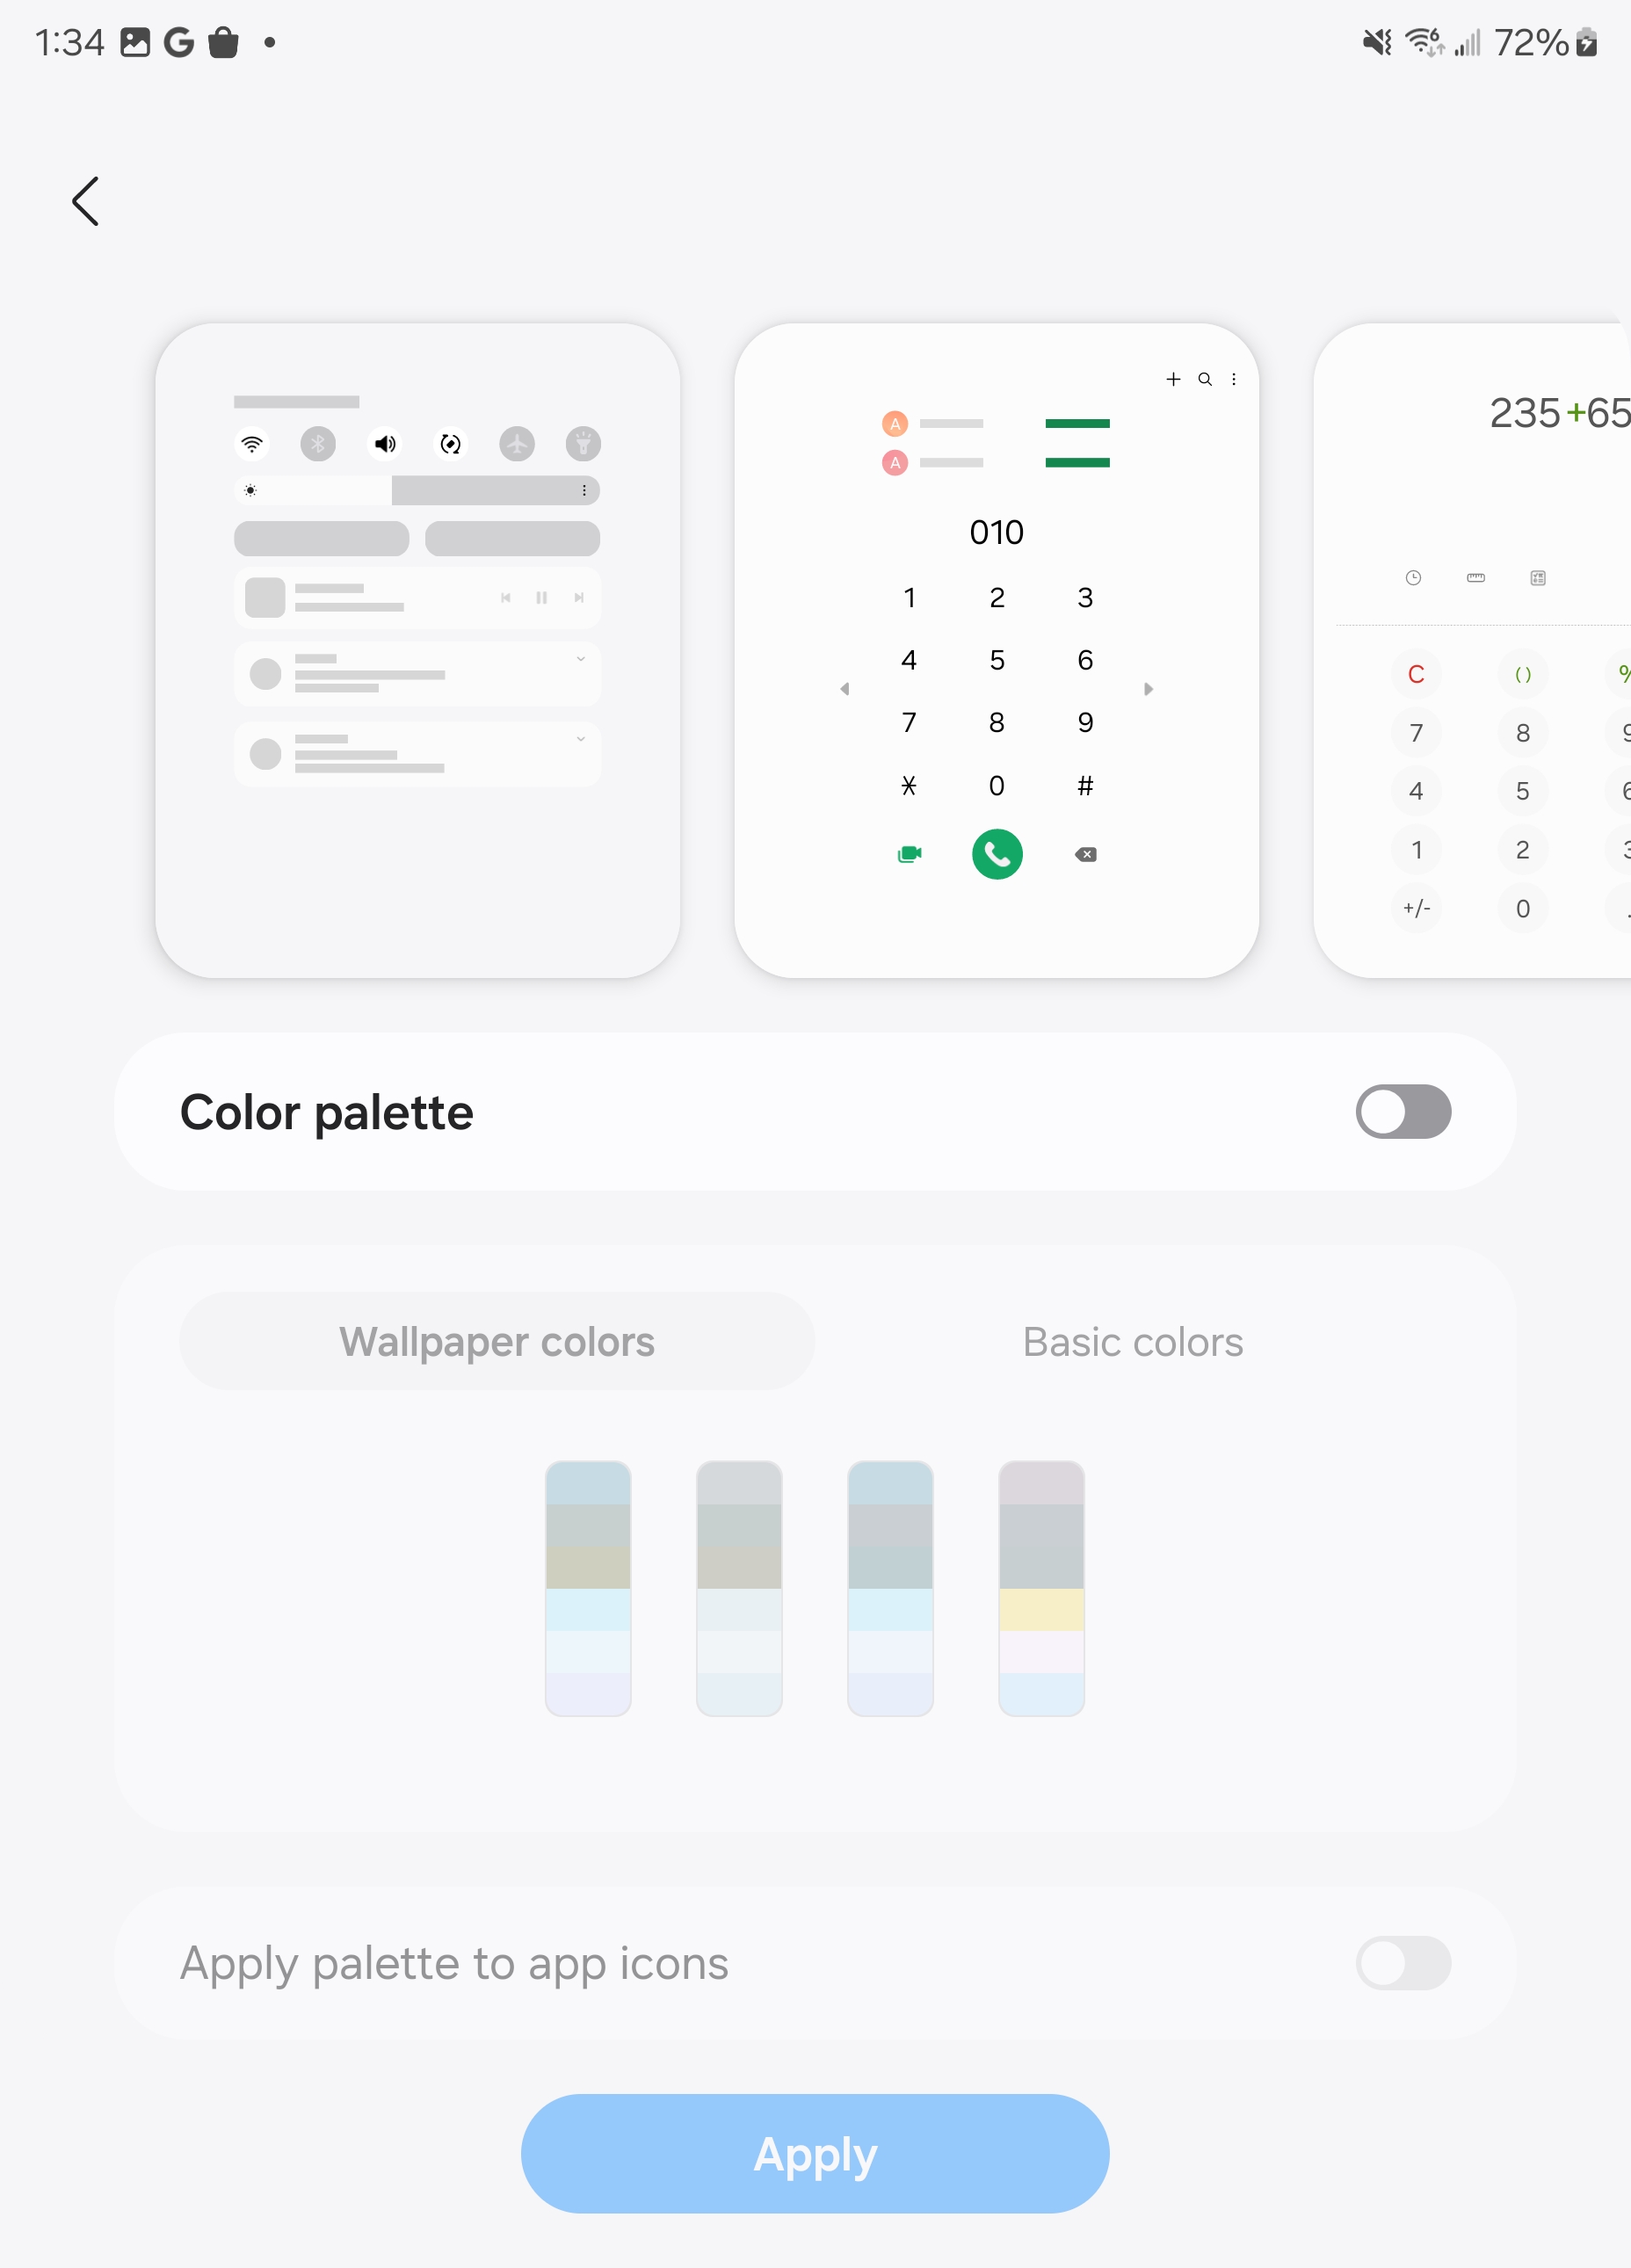 1:34
72%
235+65
A
A
010
1 2 3
4 5 6
7 8 9
* 0 #
C ( ) %
7 8 9
4 5 6
1 2 3
+/- 0 .
Color palette
Wallpaper colors Basic colors
Apply palette to app icons
Apply